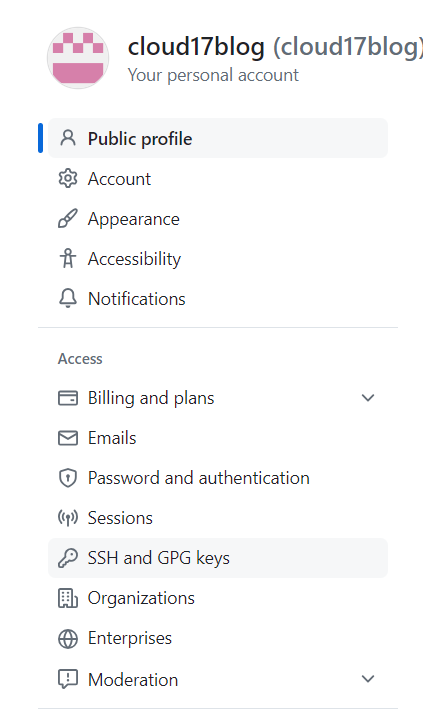 cloud17blog (cloud17blog)
Your personal account
Public profile
Account
Appearance
Accessibility
Notifications
Access
Billing and plans
Emails
Password and authentication
Sessions
SSH and GPG keys
Organizations
Enterprises
Moderation